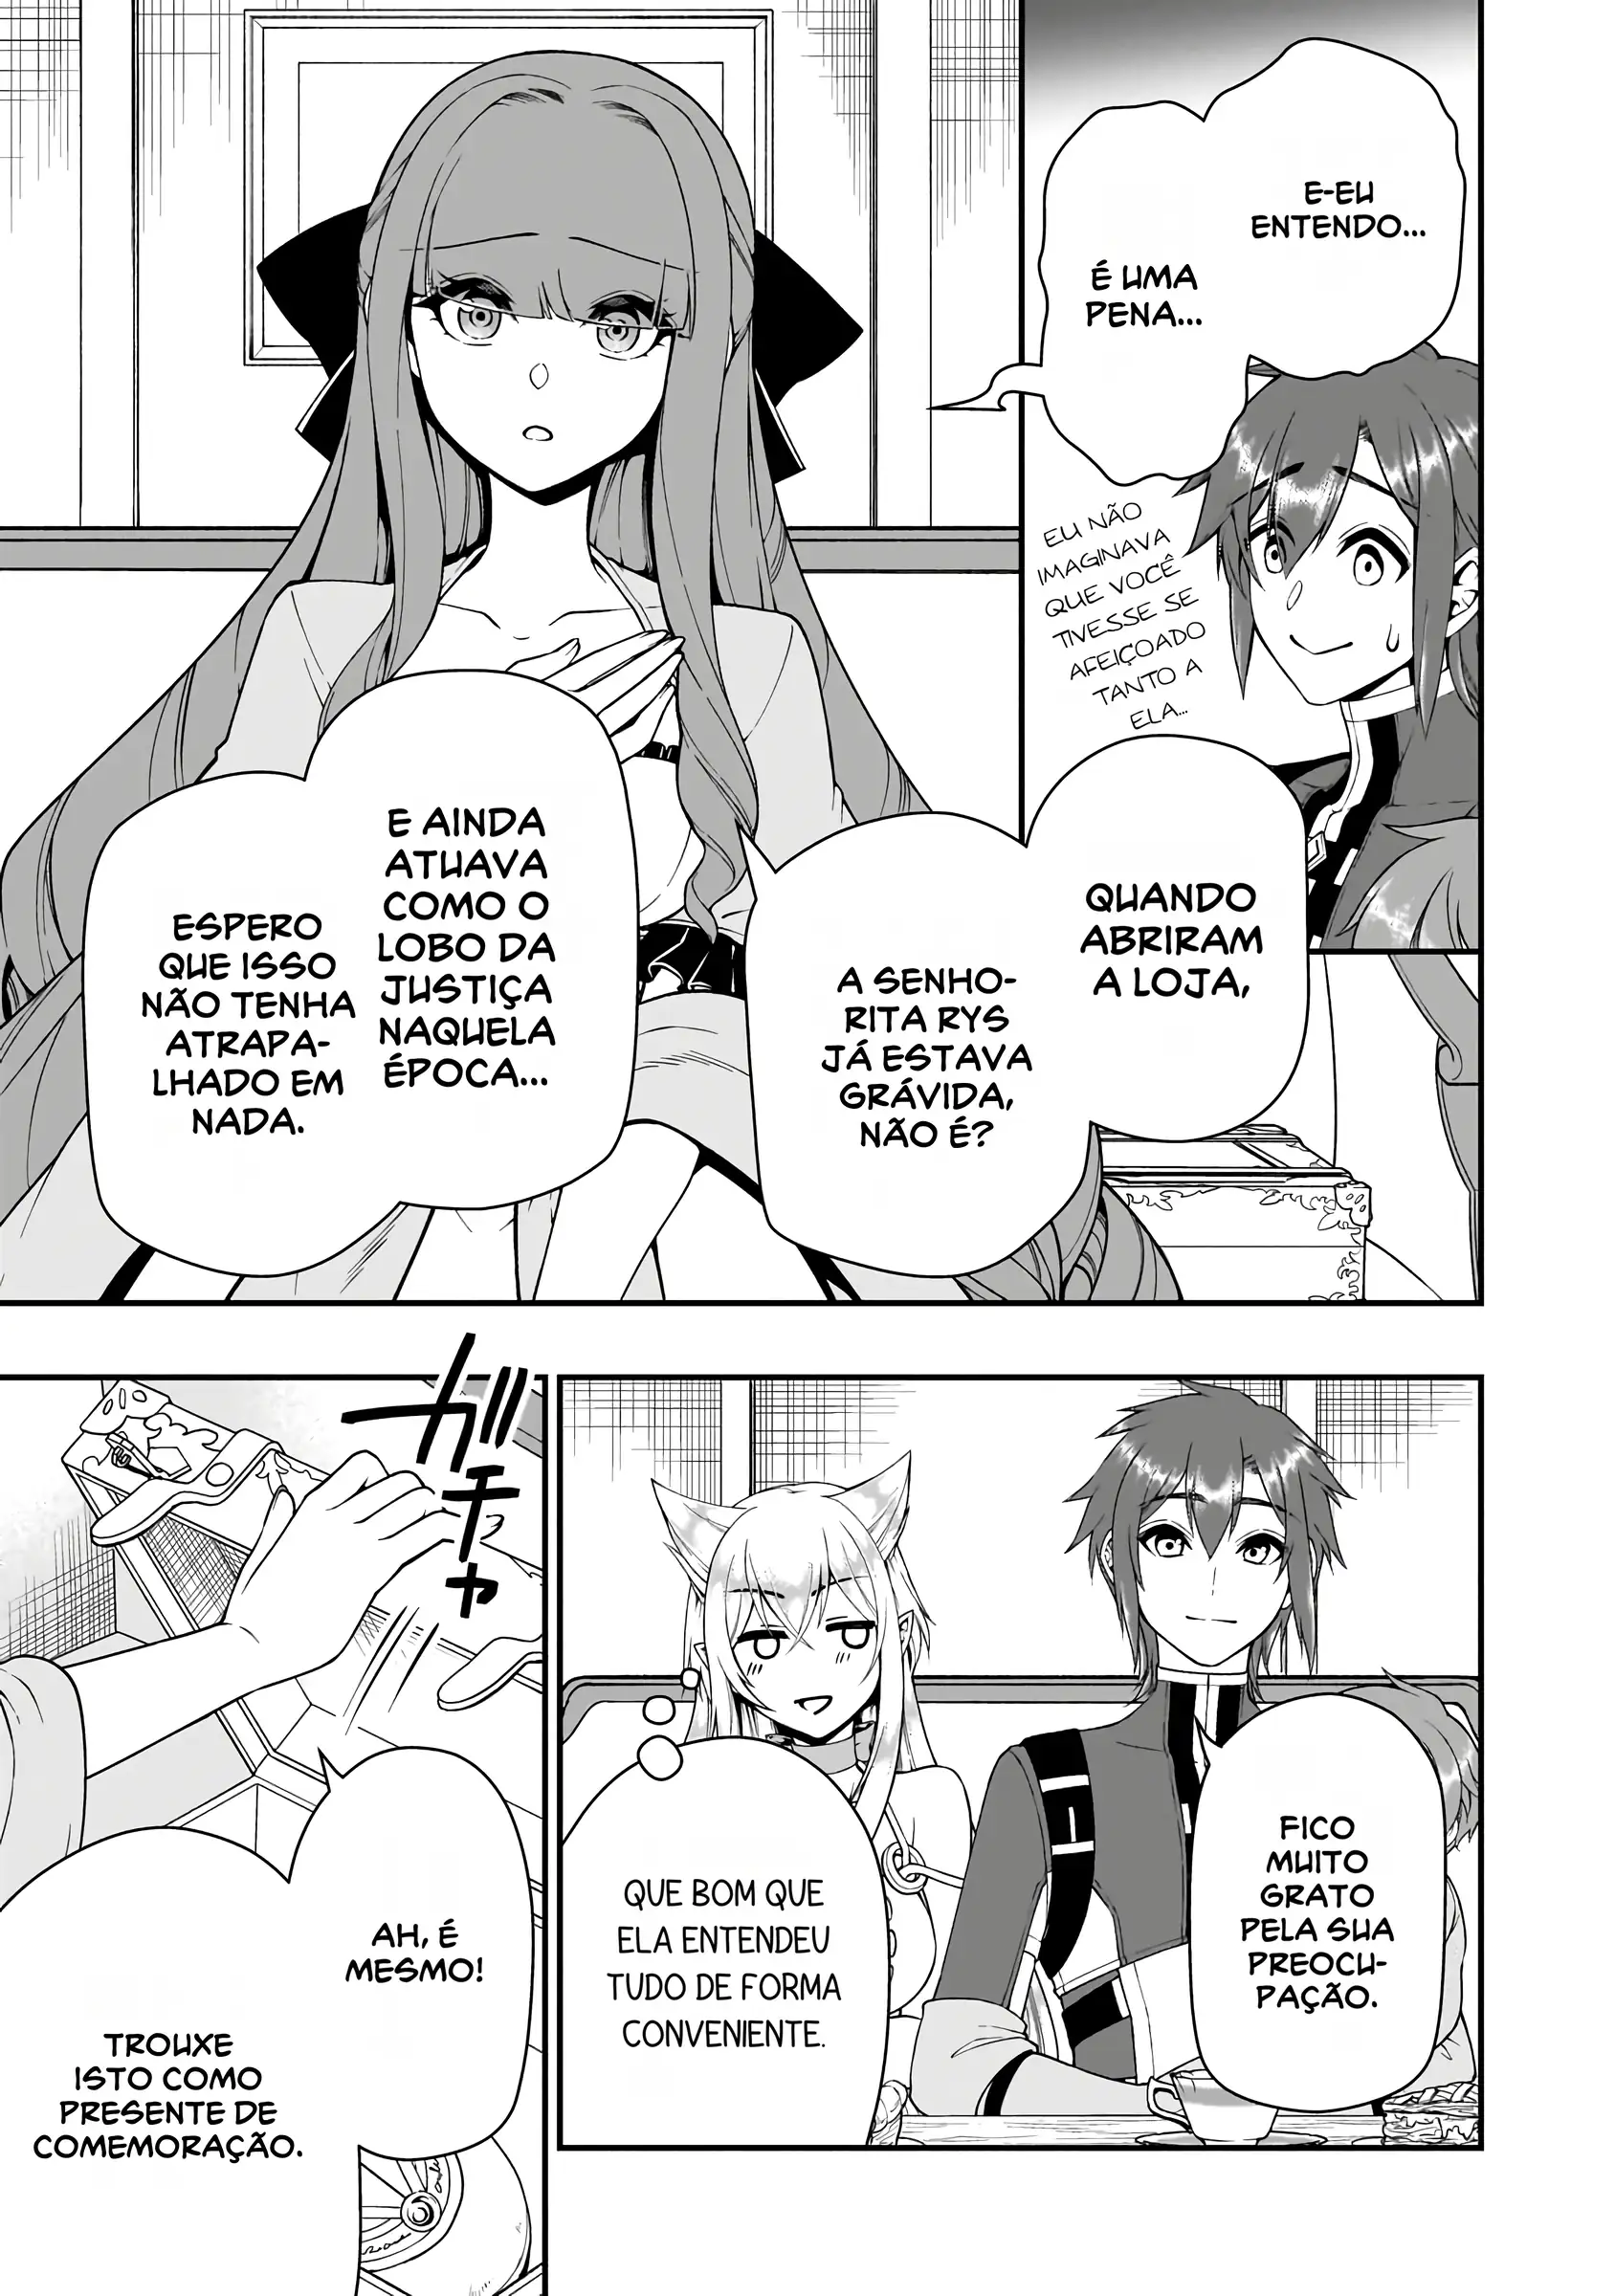 E-EU
ENTENDO...
É UMA
PENA...
EU NÃO
IMAGINAVA
QUE VOCÊ
TIVESSE SE
AFEIÇOADO
TANTO A
ELA...
QUANDO
ABRIRAM
A LOJA,
A SENHO-
RITA RYS
JÁ ESTAVA
GRÁVIDA,
NÃO É?
E AINDA
ATUAVA
COMO O
LOBO DA
JUSTIÇA
NAQUELA
ÉPOCA...
ESPERO
QUE ISSO
NÃO TENHA
ATRAPA-
LHADO EM
NADA.
FICO
MUITO
GRATO
PELA SUA
PREOCU-
PAÇÃO.
QUE BOM QUE
ELA ENTENDEU
TUDO DE FORMA
CONVENIENTE.
ガチャ
AH, É
MESMO!
TROUXE
ISTO COMO
PRESENTE DE
COMEMORAÇÃO.